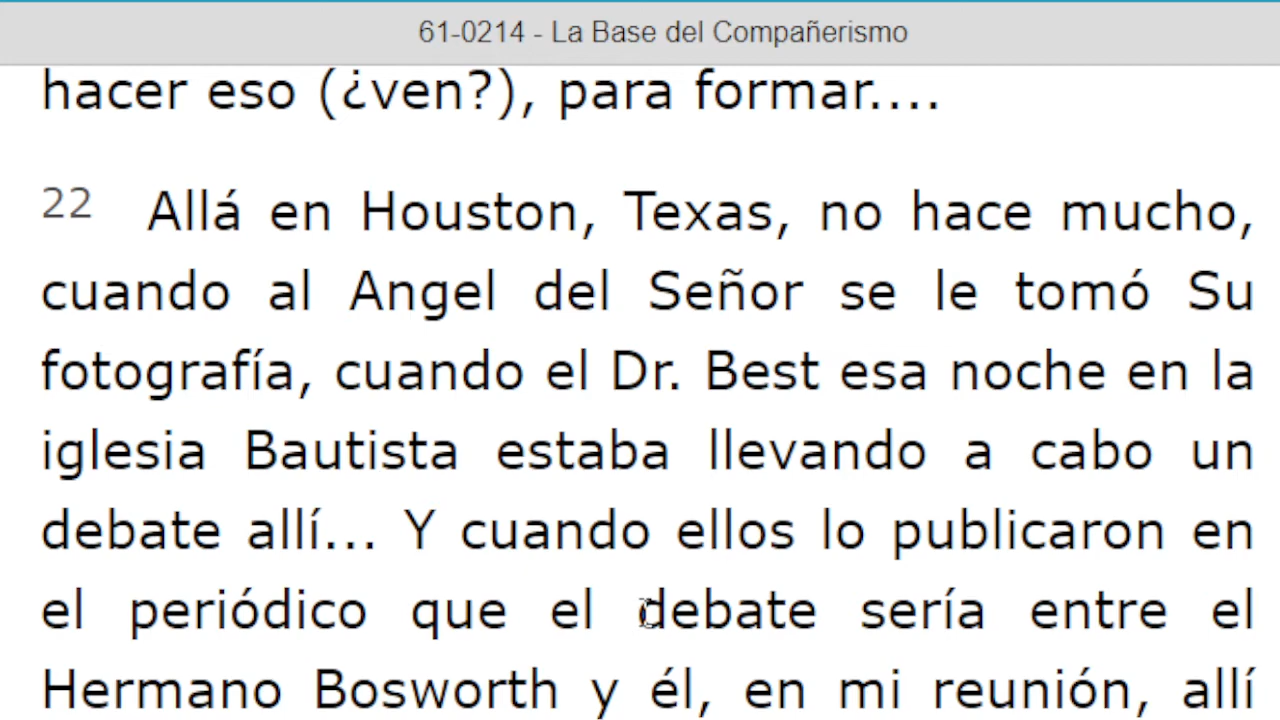 61-0214 - La Base del Compañerismo
hacer eso (¿ven?), para formar....
22 Allá en Houston, Texas, no hace mucho,
cuando al Angel del Señor se le tomó Su
fotografía, cuando el Dr. Best esa noche en la
iglesia Bautista estaba llevando a cabo un
debate allí... Y cuando ellos lo publicaron en
el periódico que el debate sería entre el
Hermano Bosworth y él, en mi reunión, allí